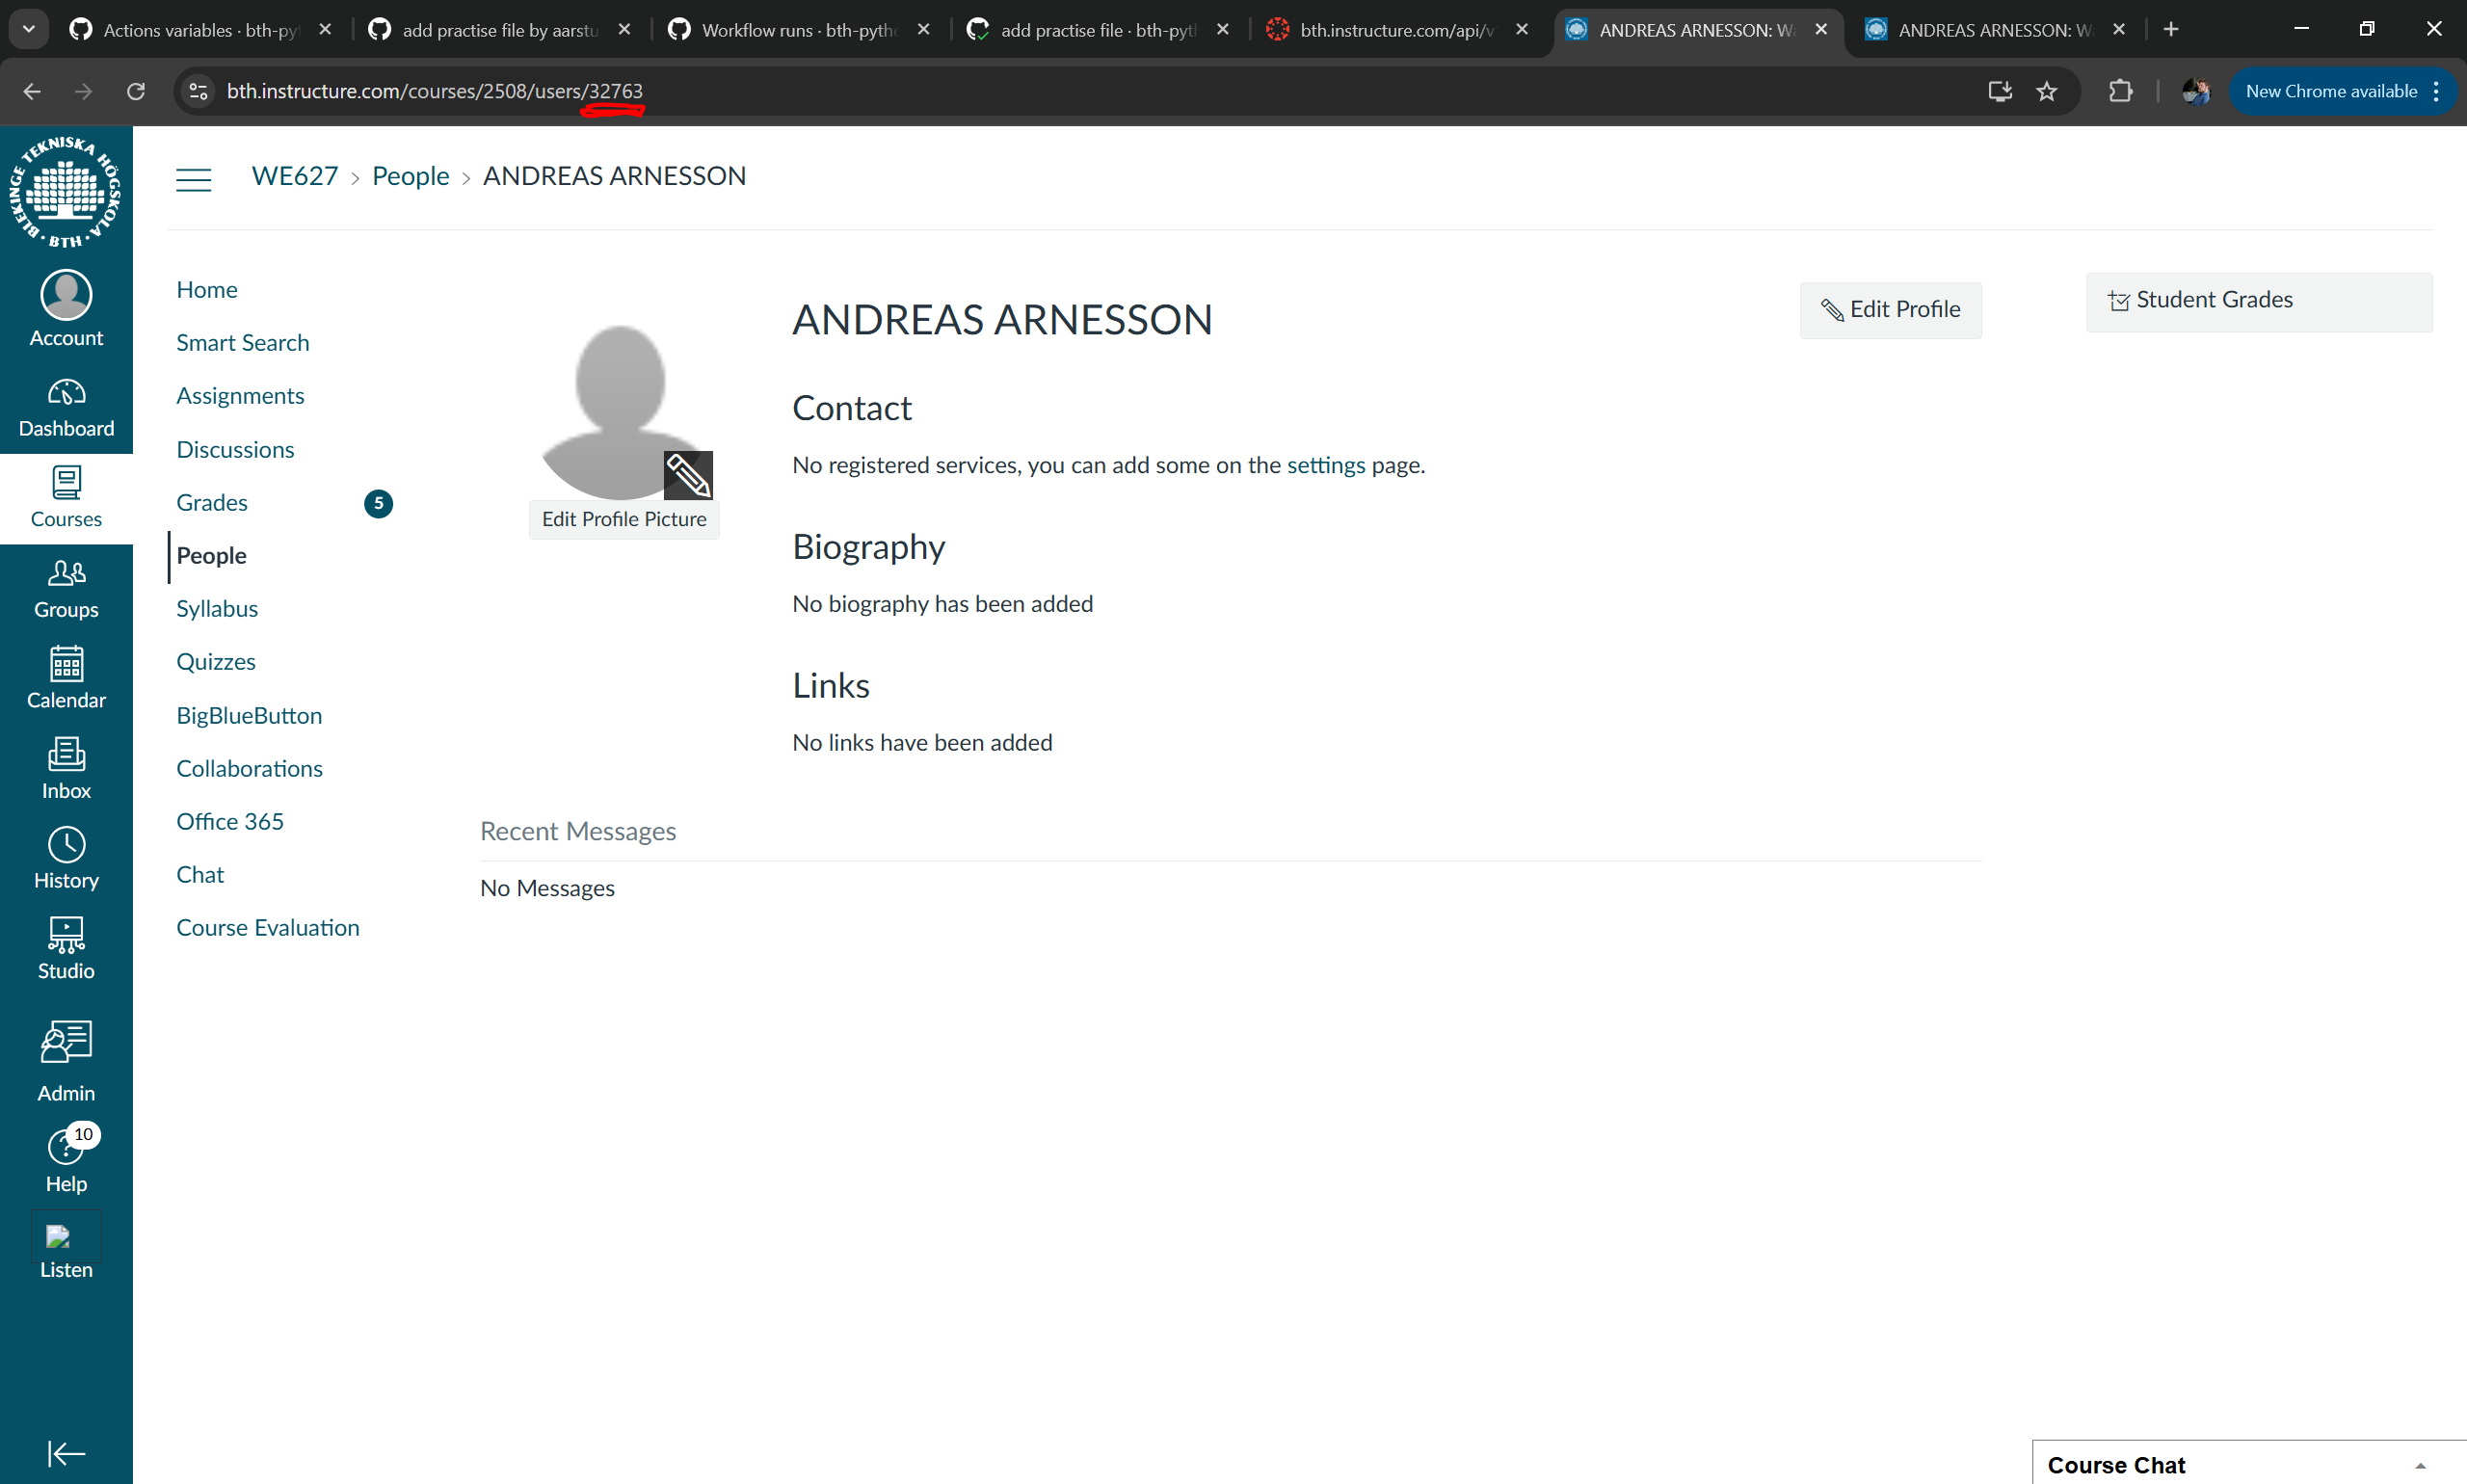 Actions variables · bth-py
add practise file by aarstu
Workflow runs · bth-pytho
add practise file · bth-pyt
bth.instructure.com/api/v
ANDREAS ARNESSON: Wa
ANDREAS ARNESSON: W
bth.instructure.com/courses/2508/users/32763
New Chrome available
BLEKINGE TEKNISKA HÖGSKOLA · BTH ·
Account
Dashboard
Courses
Groups
Calendar
Inbox
History
Studio
Admin
10
Help
Listen
WE627 > People > ANDREAS ARNESSON
Home
Smart Search
Assignments
Discussions
Grades 5
People
Syllabus
Quizzes
BigBlueButton
Collaborations
Office 365
Chat
Course Evaluation
Edit Profile Picture
ANDREAS ARNESSON
Edit Profile
Student Grades
Contact
No registered services, you can add some on the settings page.
Biography
No biography has been added
Links
No links have been added
Recent Messages
No Messages
Course Chat